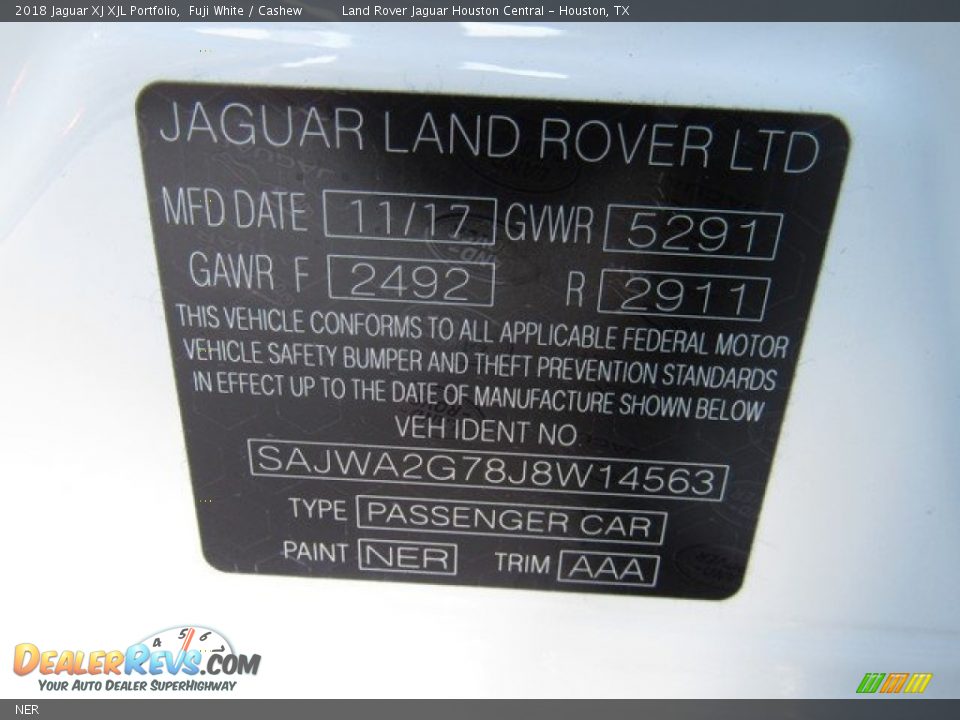 2018 Jaguar XJ XJL Portfolio, Fuji White / Cashew Land Rover Jaguar Houston Central - Houston, TX
JAGUAR LAND ROVER LTD
MFD DATE 11/17 GVWR 5291
GAWR F 2492 R 2911
THIS VEHICLE CONFORMS TO ALL APPLICABLE FEDERAL MOTOR
VEHICLE SAFETY BUMPER AND THEFT PREVENTION STANDARDS
IN EFFECT UP TO THE DATE OF MANUFACTURE SHOWN BELOW
VEH IDENT NO.
SAJWA2G78J8W14563
TYPE PASSENGER CAR
PAINT NER TRIM AAA
4 5 6
DEALERREVS.COM
YOUR AUTO DEALER SUPERHIGHWAY
NER